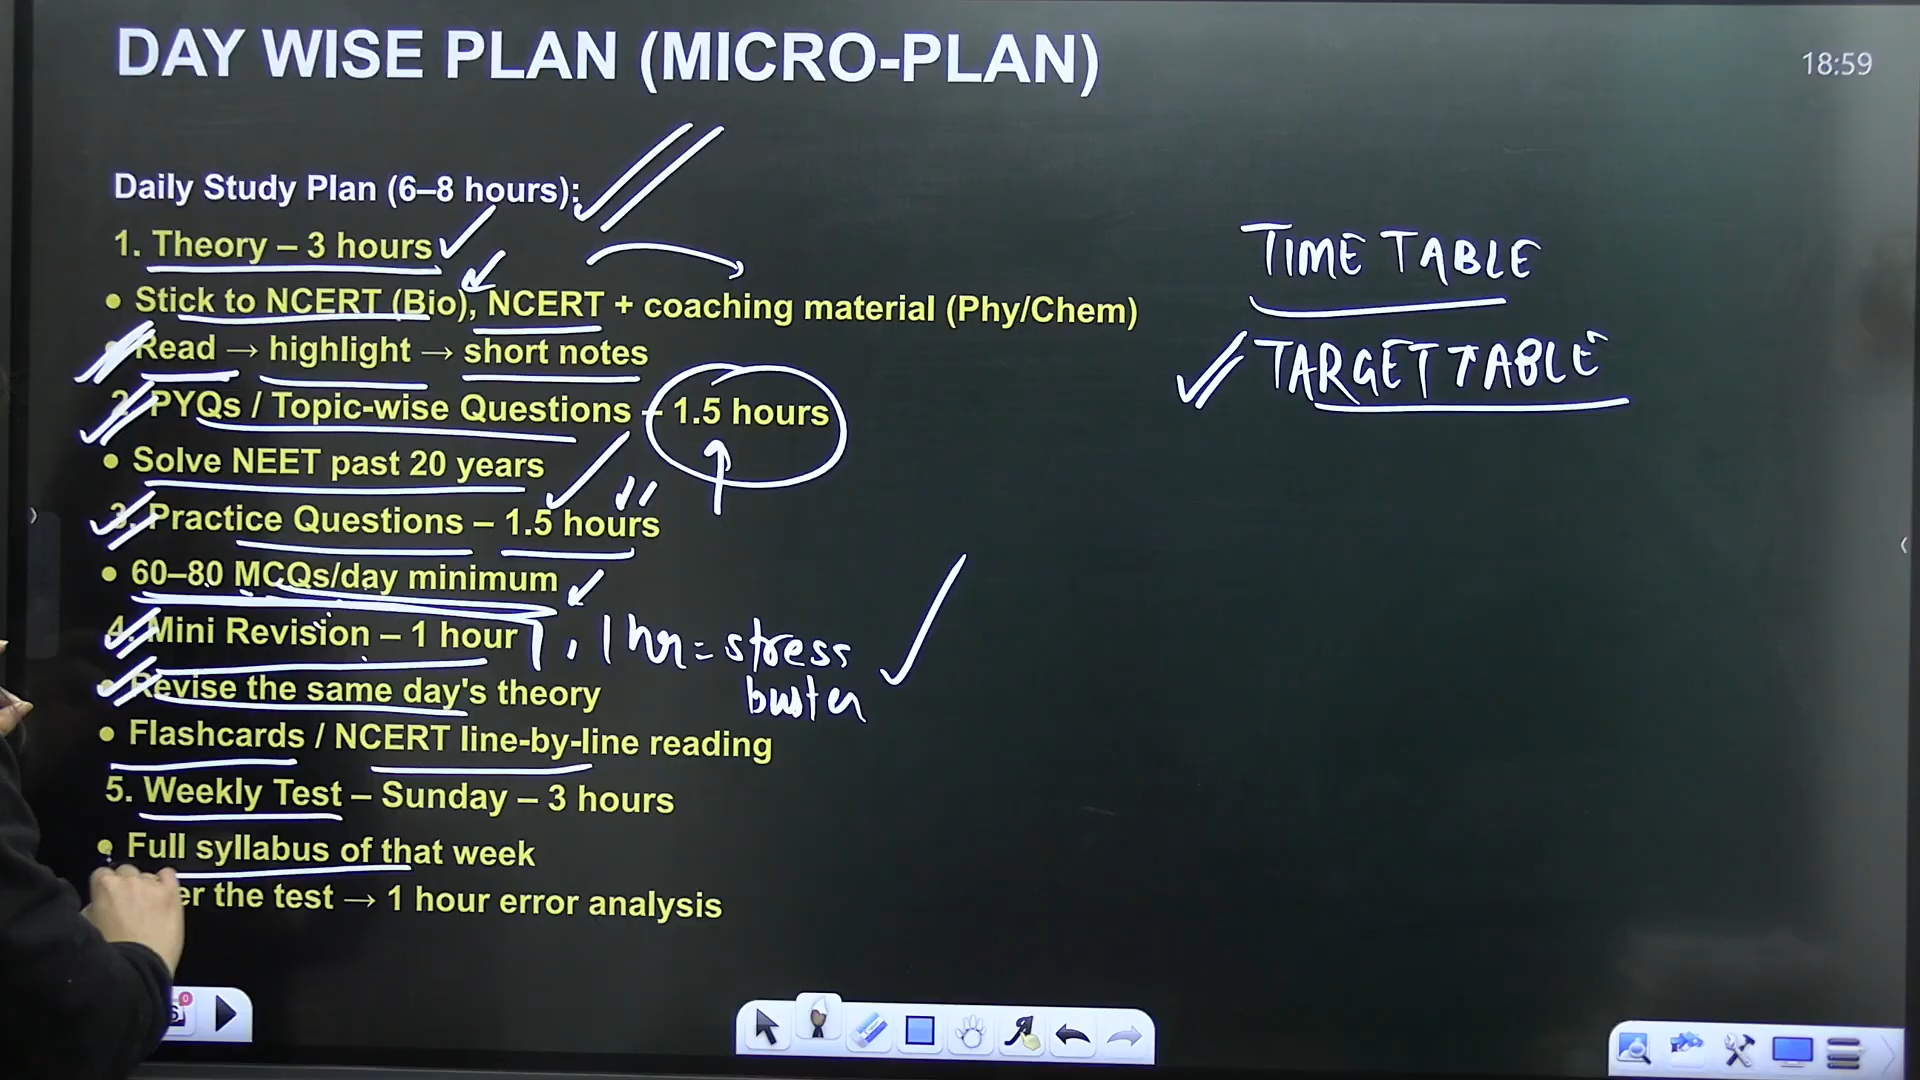 DAY WISE PLAN (MICRO-PLAN)
18:59
Daily Study Plan (6–8 hours):
1. Theory – 3 hours
• Stick to NCERT (Bio), NCERT + coaching material (Phy/Chem)
Read → highlight → short notes
2. PYQs / Topic-wise Questions – 1.5 hours
• Solve NEET past 20 years
3. Practice Questions – 1.5 hours
• 60–80 MCQs/day minimum
4. Mini Revision – 1 hour, 1 hr = stress
buster
• Revise the same day's theory
• Flashcards / NCERT line-by-line reading
5. Weekly Test – Sunday – 3 hours
• Full syllabus of that week
er the test → 1 hour error analysis
TIME TABLE
TARGET TABLE